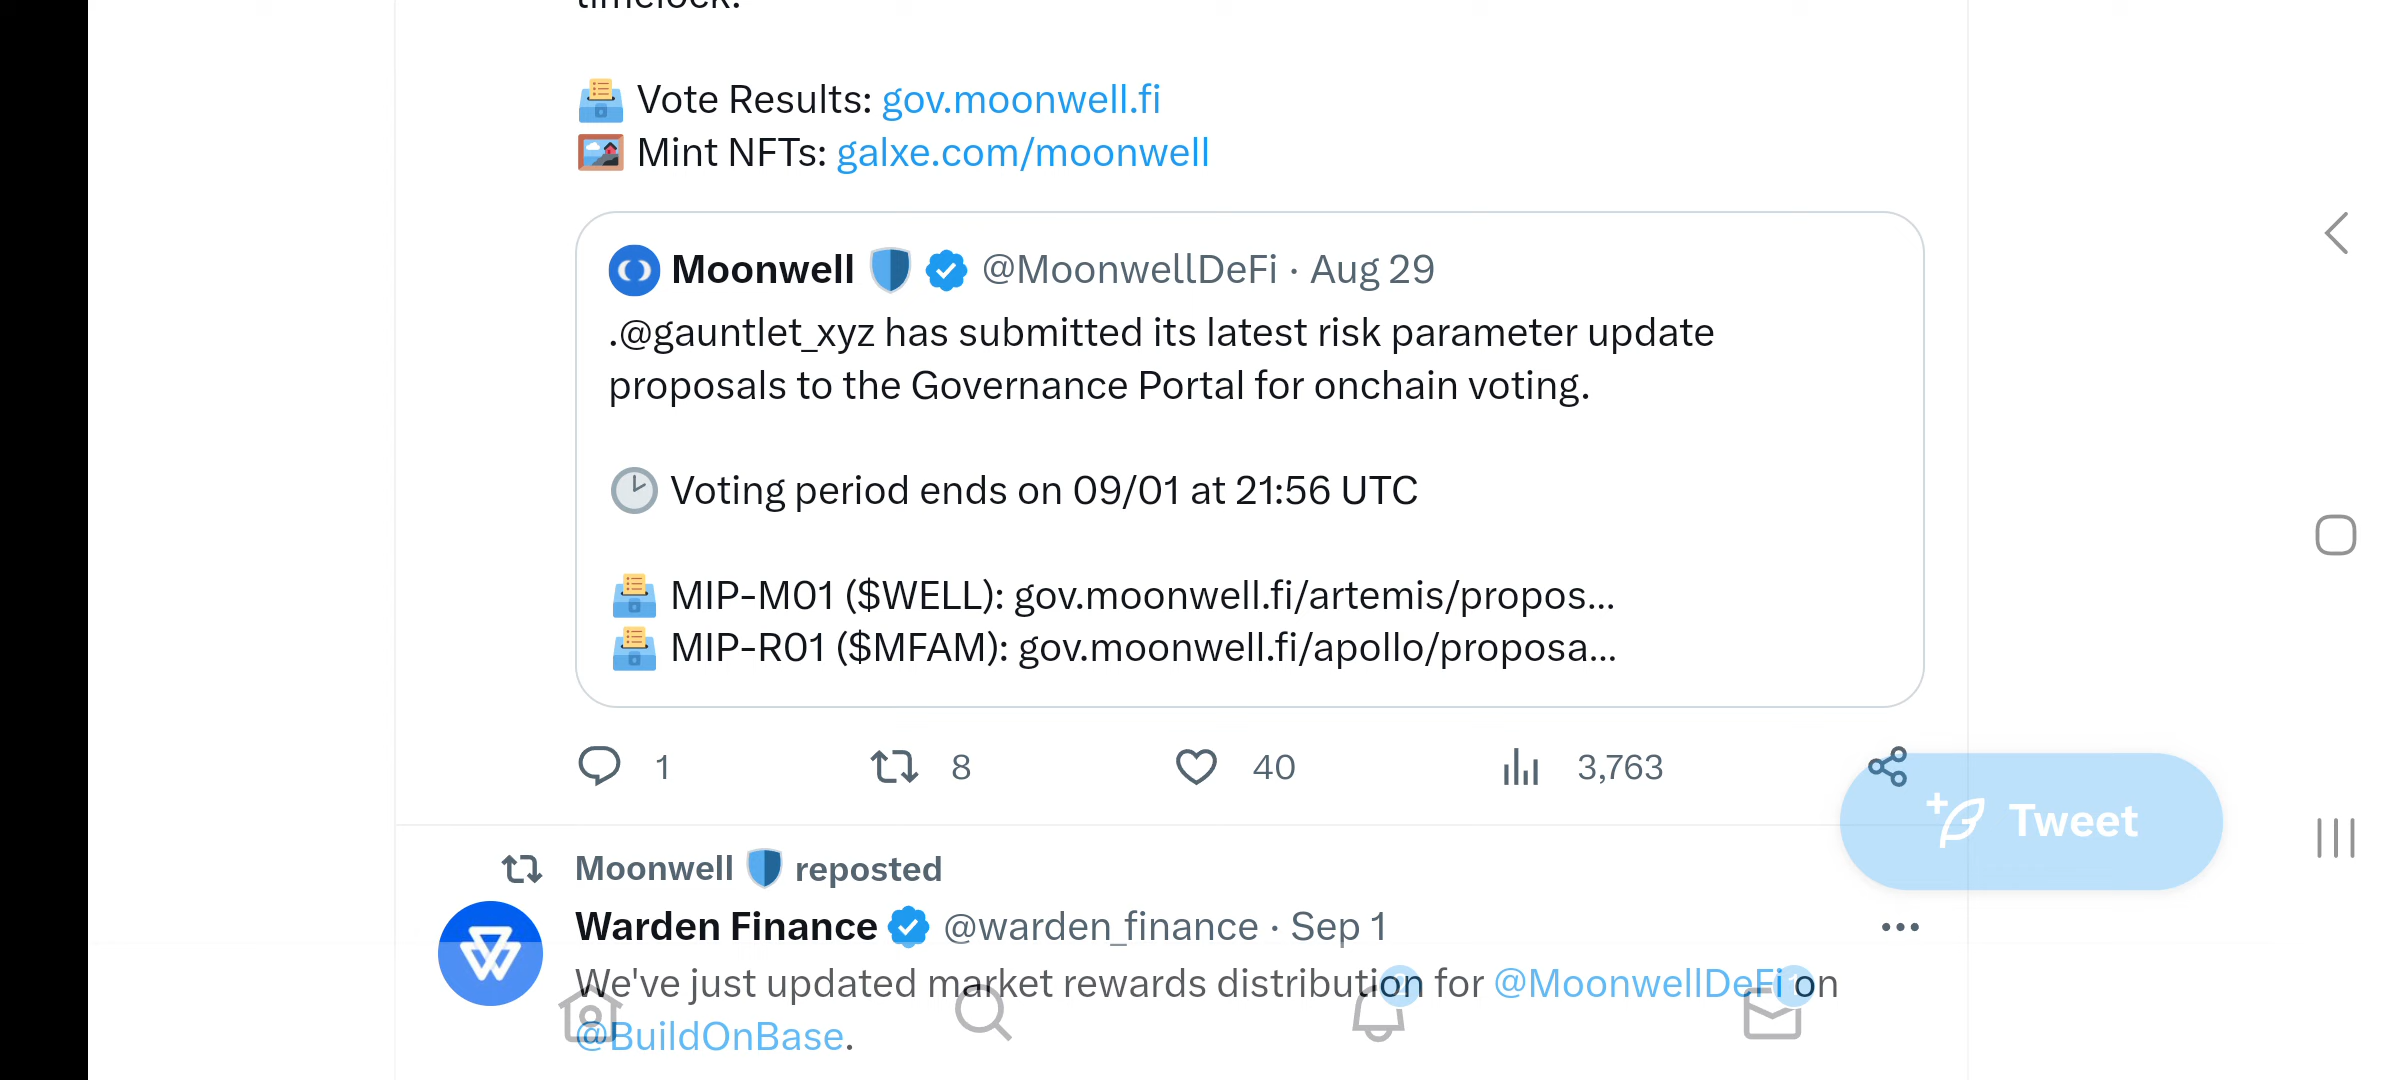 timelock.
Vote Results: gov.moonwell.fi
Mint NFTs: galxe.com/moonwell
Moonwell @MoonwellDeFi · Aug 29
.@gauntlet_xyz has submitted its latest risk parameter update
proposals to the Governance Portal for onchain voting.
Voting period ends on 09/01 at 21:56 UTC
MIP-M01 ($WELL): gov.moonwell.fi/artemis/propos...
MIP-R01 ($MFAM): gov.moonwell.fi/apollo/proposa...
1 8 40 3,763
Tweet
Moonwell reposted
Warden Finance @warden_finance · Sep 1
We've just updated market rewards distribution for @MoonwellDeFi on
@BuildOnBase.